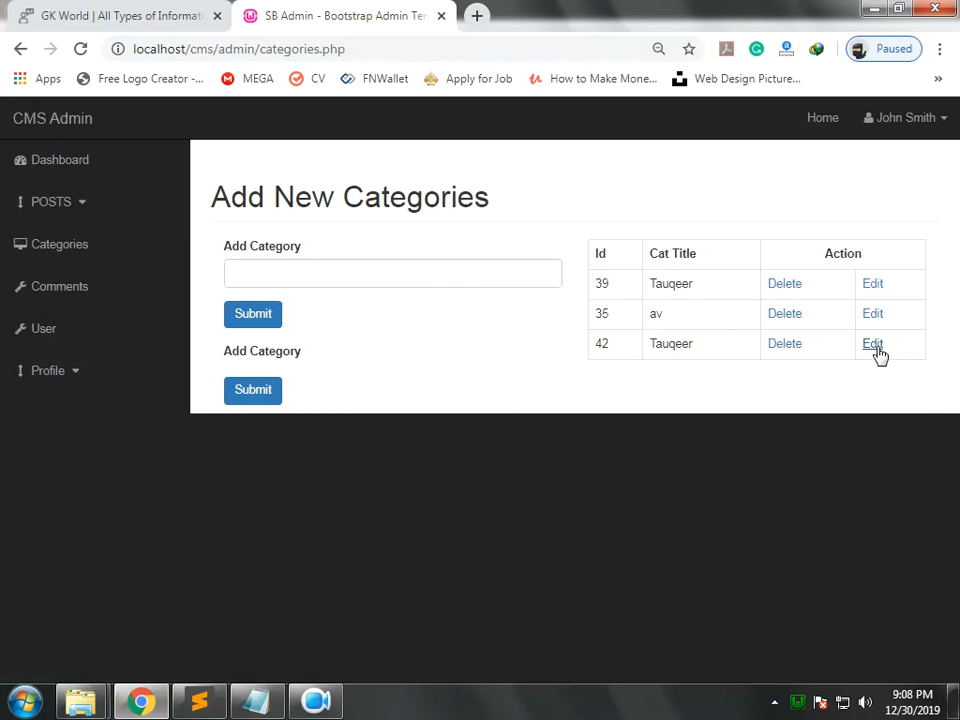 GK World | All Types of Informati
SB Admin - Bootstrap Admin Ter
localhost/cms/admin/categories.php
Paused
Apps
Free Logo Creator -...
MEGA
CV
FNWallet
Apply for Job
How to Make Mone...
Web Design Picture...
»
CMS Admin
Home
John Smith
Dashboard
POSTS
Categories
Comments
User
Profile
Add New Categories
Add Category
Submit
Add Category
Submit
Id Cat Title Action
39 Tauqeer Delete Edit
35 av Delete Edit
42 Tauqeer Delete Edit
9:08 PM
12/30/2019